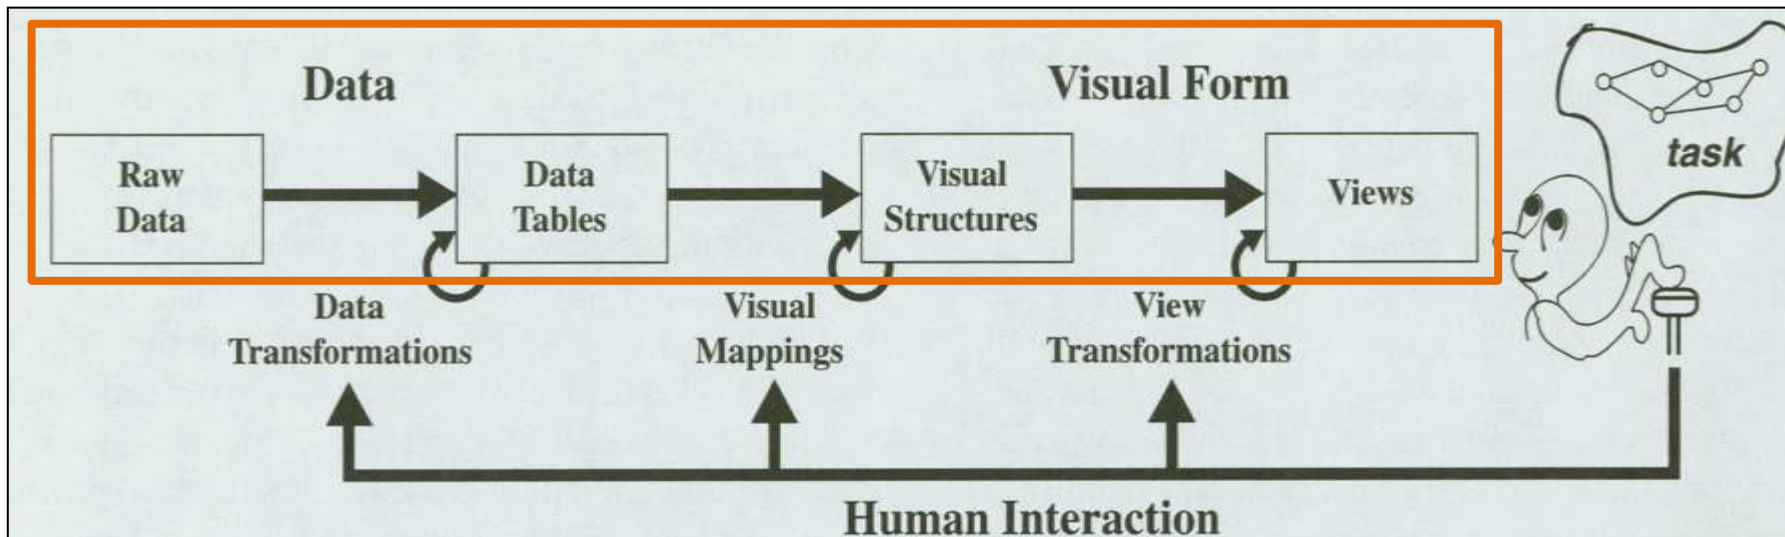 Data
Visual Form
Raw
Data
Data
Tables
Visual
Structures
Views
task
Data
Transformations
Visual
Mappings
View
Transformations
Human Interaction